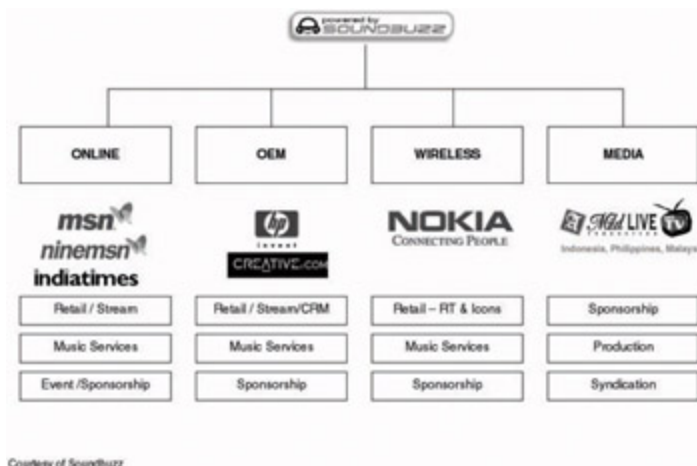 powered by
SOUNDBUZZ
ONLINE
OEM
WIRELESS
MEDIA
msn
ninemsn
indiatimes
hp
invent
CREATIVE.COM
NOKIA
CONNECTING PEOPLE
LIVE
TV
Indonesia, Philippines, Malays
Retail / Stream
Music Services
Event /Sponsorship
Retail / Stream/CRM
Music Services
Sponsorship
Retail – RT & Icons
Music Services
Sponsorship
Sponsorship
Production
Syndication
Courtesy of Soundbuzz